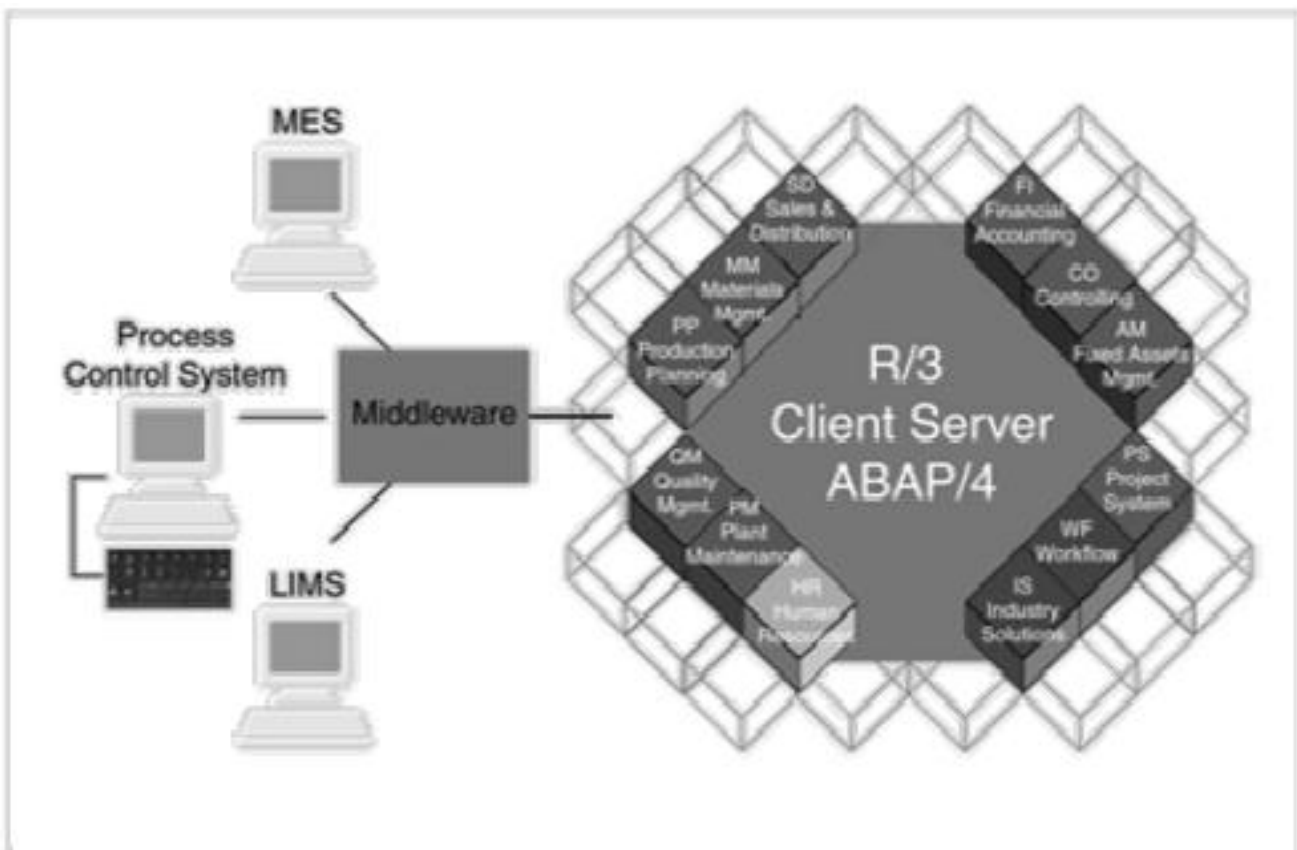 MES
Process
Control System
Middleware
LIMS
SD
Sales &
Distribution
MM
Materials
Mgmt.
PP
Production
Planning
FI
Financial
Accounting
CO
Controlling
AM
Fixed Assets
Mgmt.
R/3
Client Server
ABAP/4
QM
Quality
Mgmt.
PM
Plant
Maintenance
HR
Human
Resources
PS
Project
System
WF
Workflow
IS
Industry
Solutions